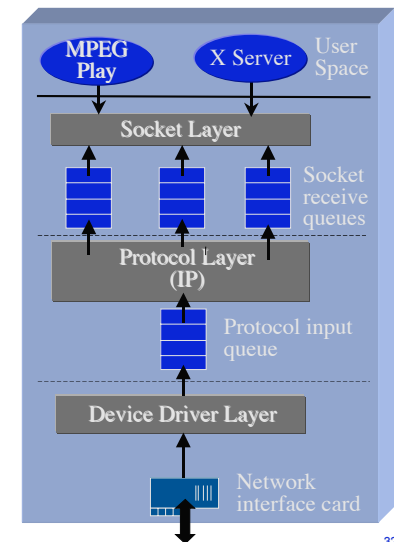 MPEG
Play
X Server
User
Space
Socket Layer
Socket
receive
queues
Protocol Layer
(IP)
Protocol input
queue
Device Driver Layer
Network
interface card